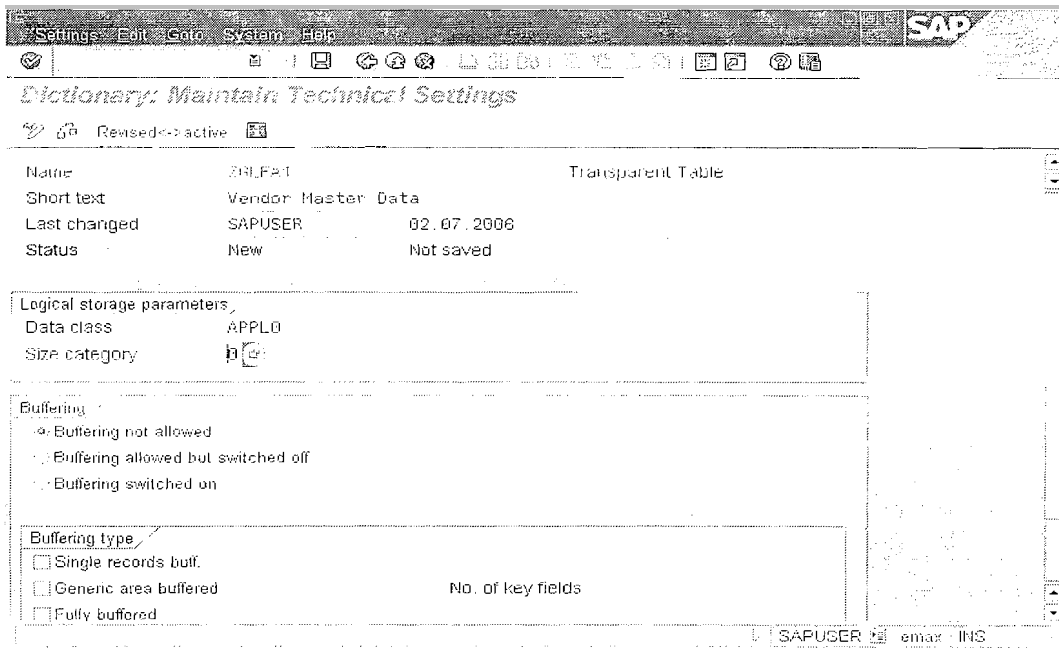 Settings Edit Goto System Help
SAP
Dictionary: Maintain Technical Settings
Revised<->active
Name Transparent Table
Short text Vendor Master Data
Last changed SAPUSER 02.07.2006
Status New Not saved
Logical storage parameters
Data class APPL0
Size category 0
Buffering
Buffering not allowed
Buffering allowed but switched off
Buffering switched on
Buffering type
Single records buff.
Generic area buffered No. of key fields
Fully buffered
SAPUSER emax INS